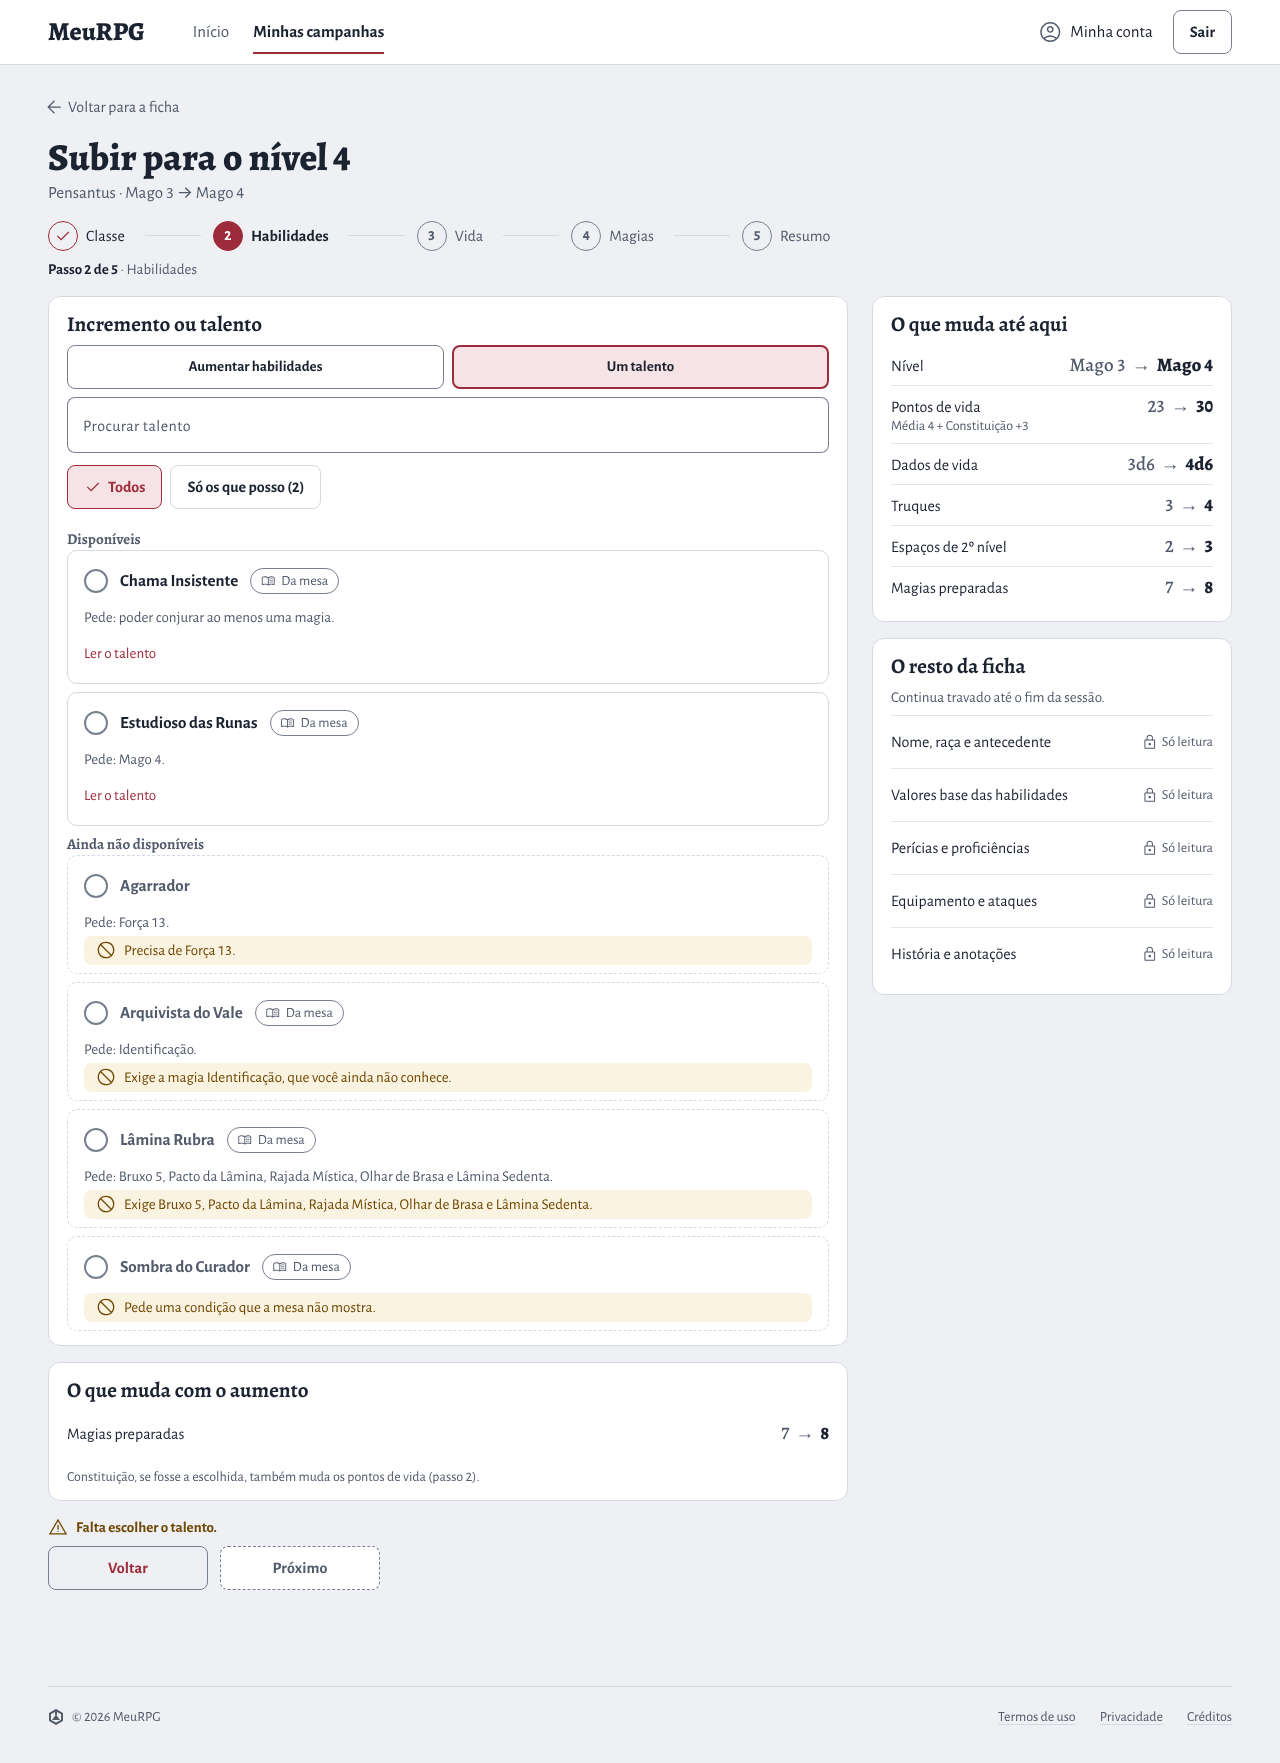 MeuRPG
Início
Minhas campanhas
Minha conta
Sair
Voltar para a ficha
Subir para o nível 4
Pensantus · Mago 3 → Mago 4
Classe
2 Habilidades
3 Vida
4 Magias
5 Resumo
Passo 2 de 5 · Habilidades
Incremento ou talento
Aumentar habilidades
Um talento
Procurar talento
Todos
Só os que posso (2)
Disponíveis
Chama Insistente
Da mesa
Pede: poder conjurar ao menos uma magia.
Ler o talento
Estudioso das Runas
Da mesa
Pede: Mago 4.
Ler o talento
Ainda não disponíveis
Agarrador
Pede: Força 13.
Precisa de Força 13.
Arquivista do Vale
Da mesa
Pede: Identificação.
Exige a magia Identificação, que você ainda não conhece.
Lâmina Rubra
Da mesa
Pede: Bruxo 5, Pacto da Lâmina, Rajada Mística, Olhar de Brasa e Lâmina Sedenta.
Exige Bruxo 5, Pacto da Lâmina, Rajada Mística, Olhar de Brasa e Lâmina Sedenta.
Sombra do Curador
Da mesa
Pede uma condição que a mesa não mostra.
O que muda com o aumento
Magias preparadas
7 → 8
Constituição, se fosse a escolhida, também muda os pontos de vida (passo 2).
Falta escolher o talento.
Voltar
Próximo
O que muda até aqui
Nível
Mago 3 → Mago 4
Pontos de vida
23 → 30
Média 4 + Constituição +3
Dados de vida
3d6 → 4d6
Truques
3 → 4
Espaços de 2º nível
2 → 3
Magias preparadas
7 → 8
O resto da ficha
Continua travado até o fim da sessão.
Nome, raça e antecedente
Só leitura
Valores base das habilidades
Só leitura
Perícias e proficiências
Só leitura
Equipamento e ataques
Só leitura
História e anotações
Só leitura
© 2026 MeuRPG
Termos de uso
Privacidade
Créditos